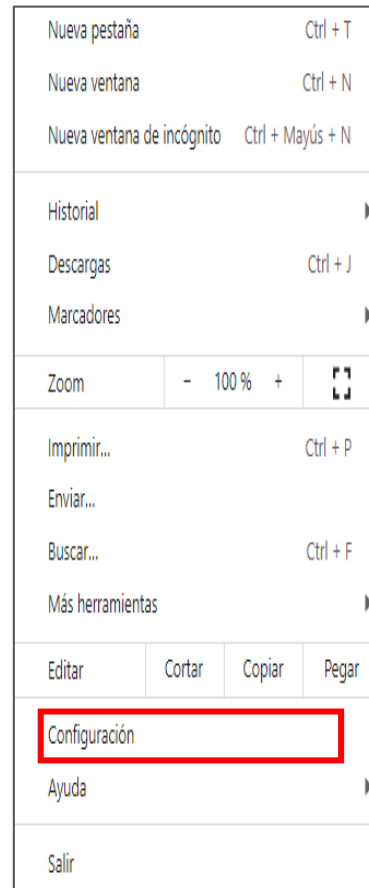 Nueva pestaña Ctrl + T
Nueva ventana Ctrl + N
Nueva ventana de incógnito Ctrl + Mayús + N
Historial
Descargas Ctrl + J
Marcadores
Zoom - 100 % +
Imprimir... Ctrl + P
Enviar...
Buscar... Ctrl + F
Más herramientas
Editar Cortar Copiar Pegar
Configuración
Ayuda
Salir